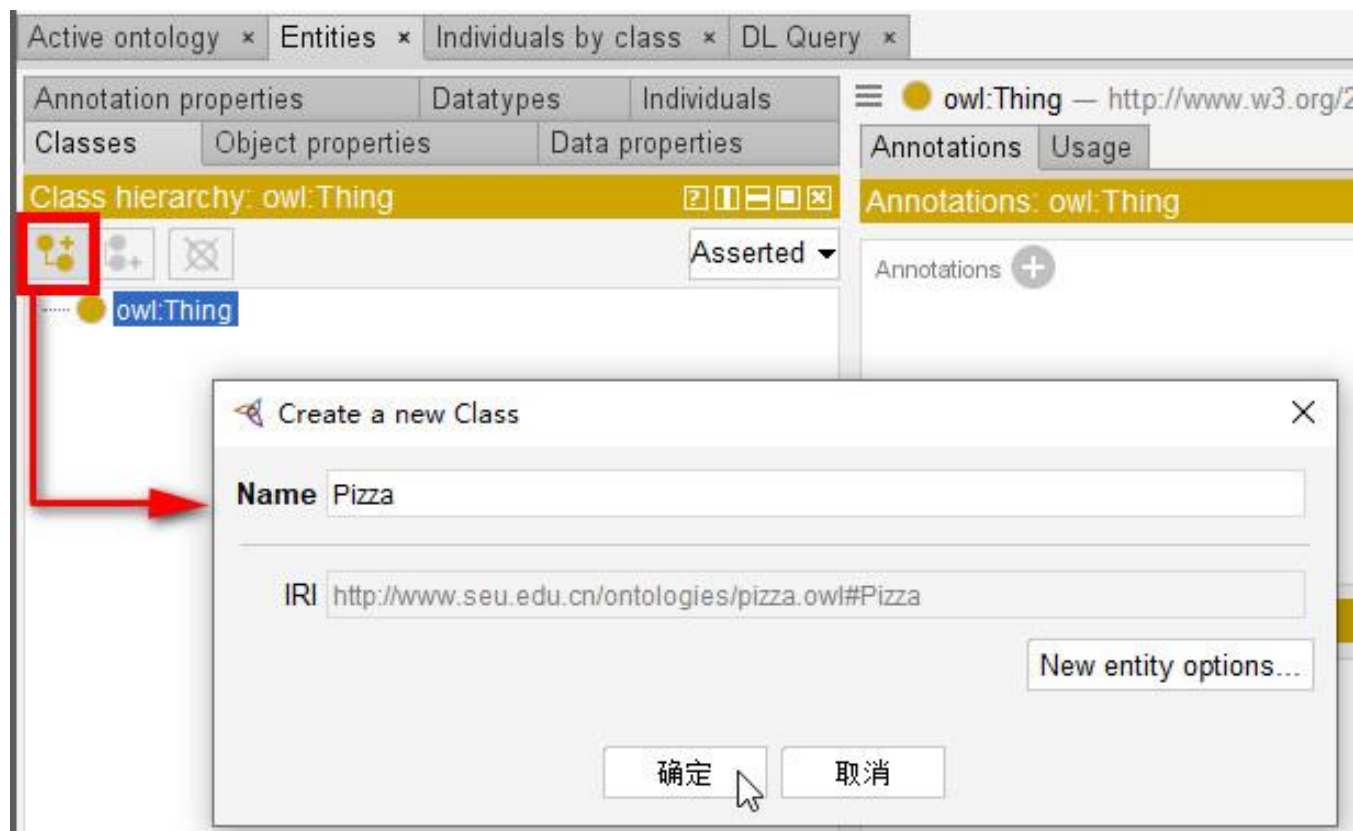 Active ontology × Entities × Individuals by class × DL Query ×
Annotation properties Datatypes Individuals
Classes Object properties Data properties
Class hierarchy: owl:Thing
Asserted
owl:Thing
owl:Thing — http://www.w3.org/2
Annotations Usage
Annotations: owl:Thing
Annotations
Create a new Class
Name Pizza
IRI http://www.seu.edu.cn/ontologies/pizza.owl#Pizza
New entity options...
确定 取消